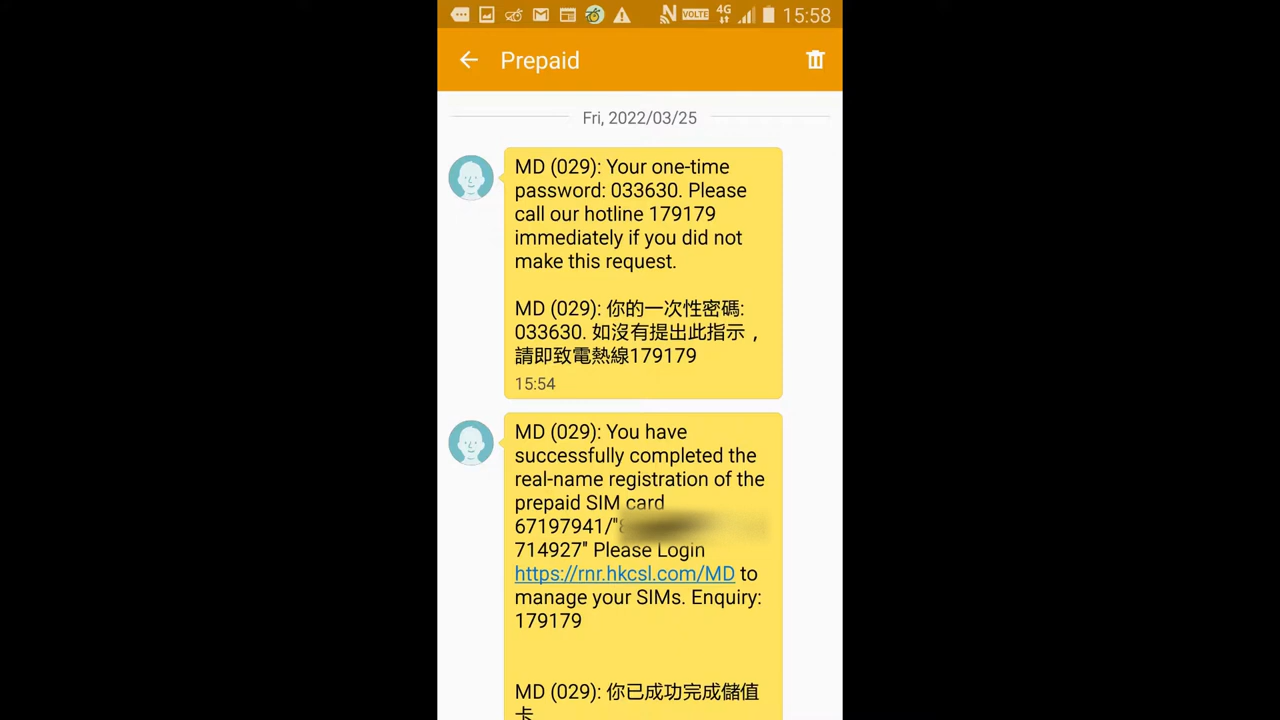 VOLTE 4G 15:58
Prepaid
Fri, 2022/03/25
MD (029): Your one-time
password: 033630. Please
call our hotline 179179
immediately if you did not
make this request.
MD (029): 你的一次性密碼:
033630. 如沒有提出此指示，
請即致電熱線179179
15:54
MD (029): You have
successfully completed the
real-name registration of the
prepaid SIM card
67197941/"
714927" Please Login
https://rnr.hkcsl.com/MD to
manage your SIMs. Enquiry:
179179
MD (029): 你已成功完成儲值
卡